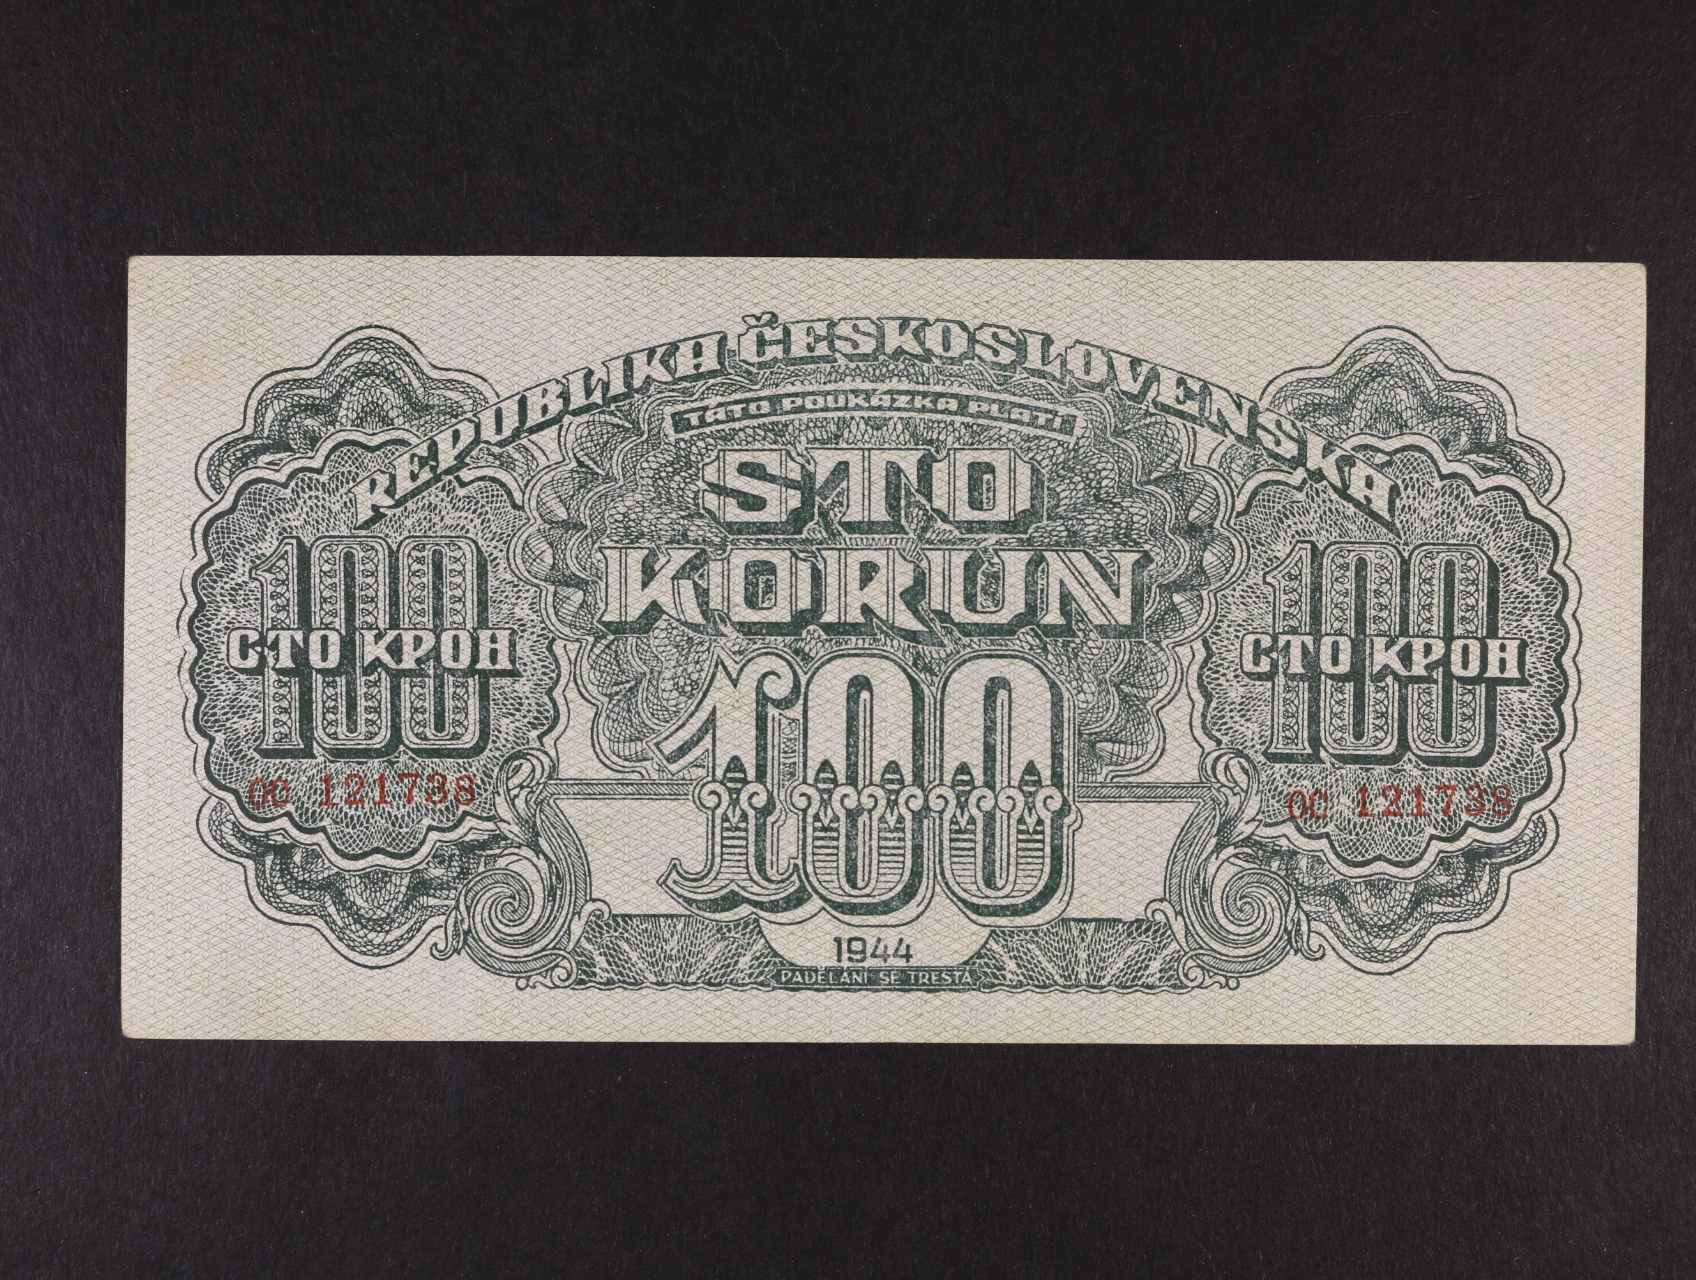 REPUBLIKA ČESKOSLOVENSKÁ
TATO POUKÁZKA PLATÍ
STO
KORUN
100
СТО КРОН
100
100
СТО КРОН
OC 121738
OC 121738
1944
PADĚLÁNÍ SE TRESTÁ